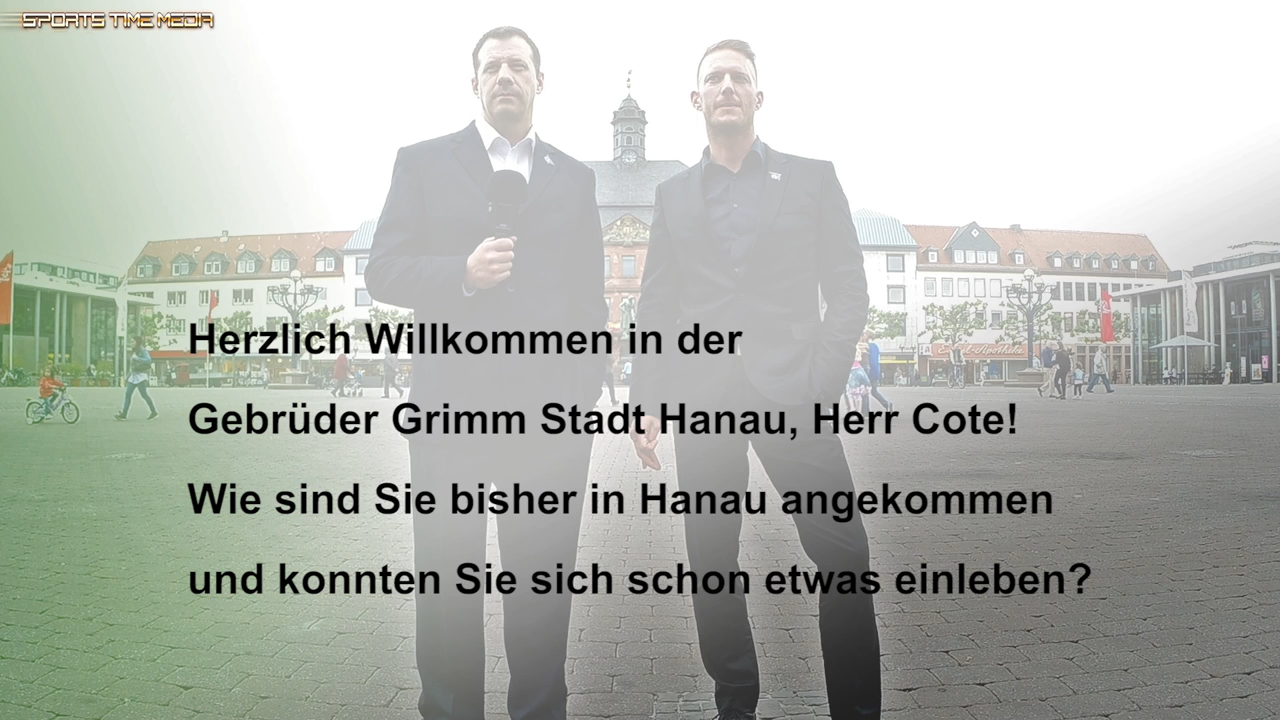 SPORTS TIME MEDIA
Herzlich Willkommen in der
Gebrüder Grimm Stadt Hanau, Herr Cote!
Wie sind Sie bisher in Hanau angekommen
und konnten Sie sich schon etwas einleben?